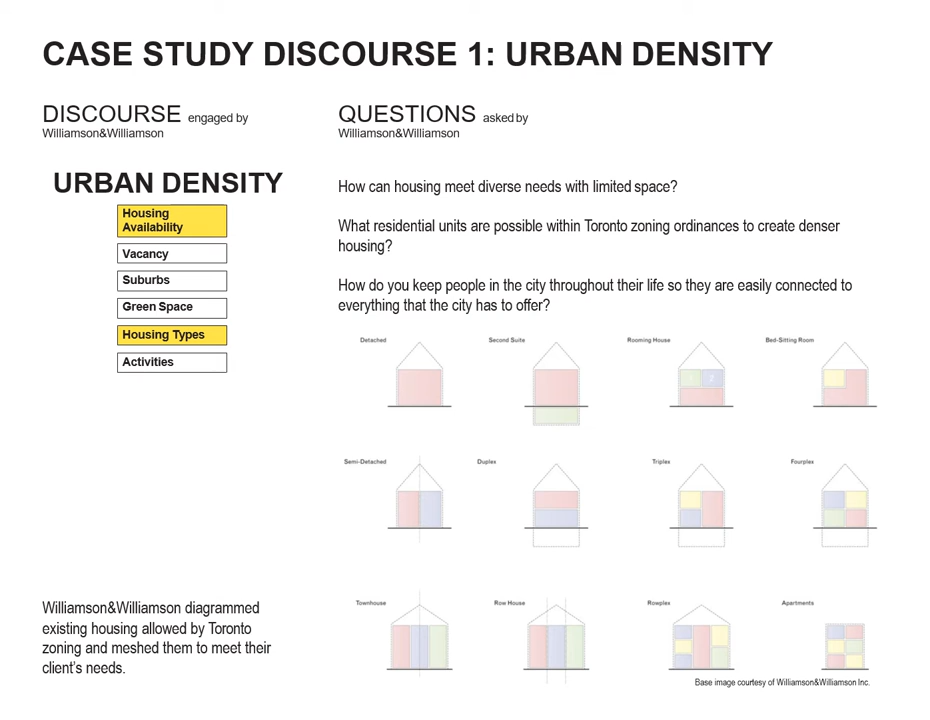 CASE STUDY DISCOURSE 1: URBAN DENSITY
DISCOURSE engaged by
Williamson&Williamson
QUESTIONS asked by
Williamson&Williamson
URBAN DENSITY
Housing
Availability
Vacancy
Suburbs
Green Space
Housing Types
Activities
How can housing meet diverse needs with limited space?
What residential units are possible within Toronto zoning ordinances to create denser
housing?
How do you keep people in the city throughout their life so they are easily connected to
everything that the city has to offer?
Detached
Second Suite
Rooming House
Bed-Sitting Room
1 2
Semi-Detached
Duplex
Triplex
Fourplex
Townhouse
Row House
Rowplex
Apartments
Williamson&Williamson diagrammed
existing housing allowed by Toronto
zoning and meshed them to meet their
client's needs.
Base image courtesy of Williamson&Williamson Inc.